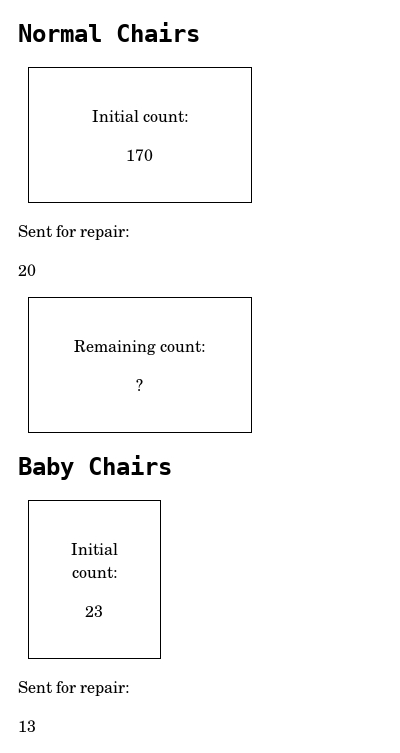 Normal Chairs
Initial count:
170
Sent for repair:
20
Remaining count:
?
Baby Chairs
Initial
count:
23
Sent for repair:
13